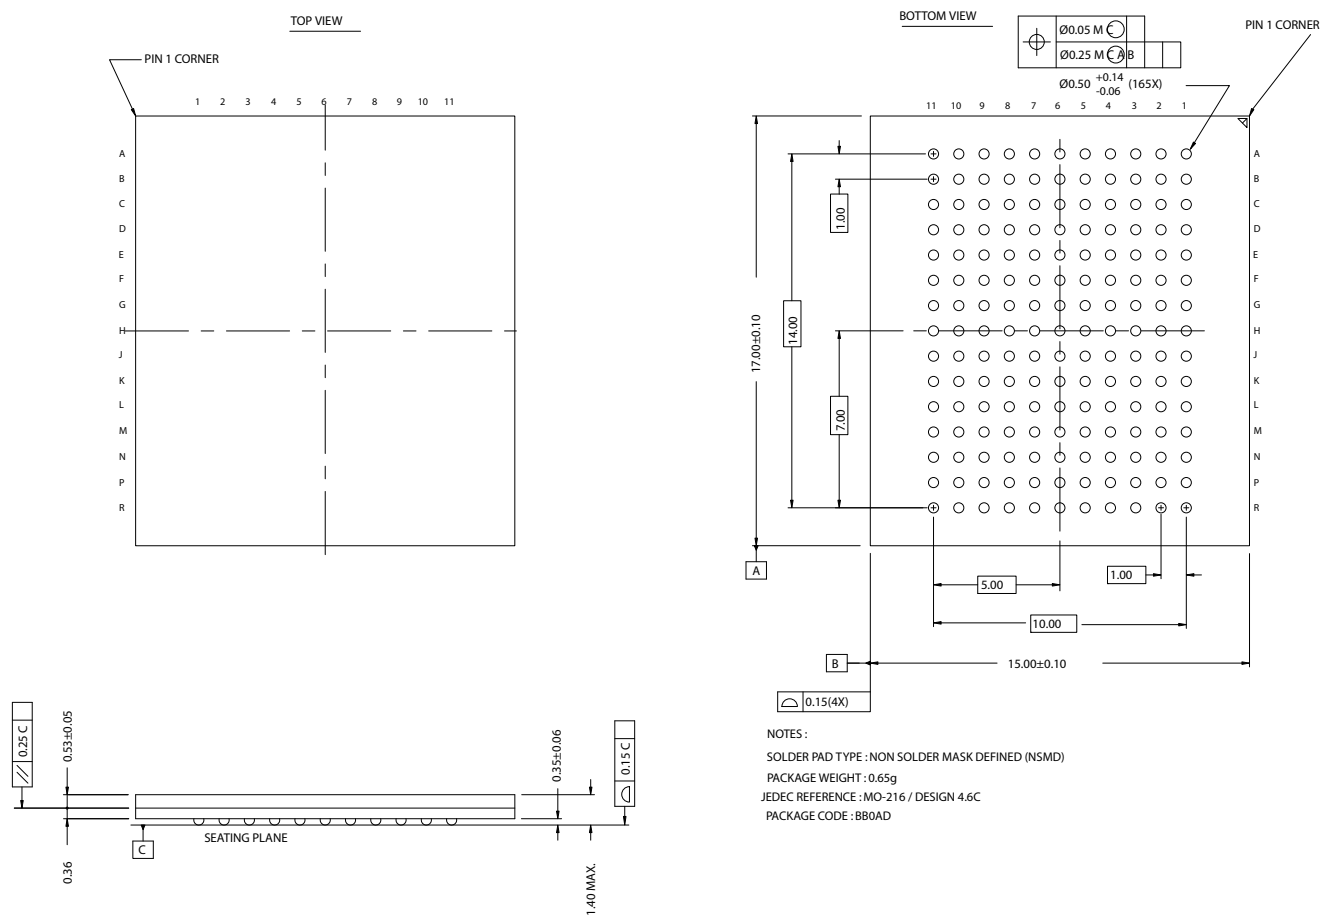 TOP VIEW
PIN 1 CORNER
1 2 3 4 5 6 7 8 9 10 11
A
B
C
D
E
F
G
H
J
K
L
M
N
P
R
BOTTOM VIEW
PIN 1 CORNER
Ø0.05 M C
Ø0.25 M C A B
Ø0.50 +0.14 -0.06 (165X)
11 10 9 8 7 6 5 4 3 2 1
A
B
C
D
E
F
G
H
J
K
L
M
N
P
R
1.00
14.00
17.00±0.10
7.00
A
5.00
1.00
10.00
B
15.00±0.10
0.15(4X)
0.25 C
0.53±0.05
0.36
C
SEATING PLANE
0.35±0.06
0.15 C
1.40 MAX.
NOTES :
SOLDER PAD TYPE : NON SOLDER MASK DEFINED (NSMD)
PACKAGE WEIGHT : 0.65g
JEDEC REFERENCE : MO-216 / DESIGN 4.6C
PACKAGE CODE : BB0AD